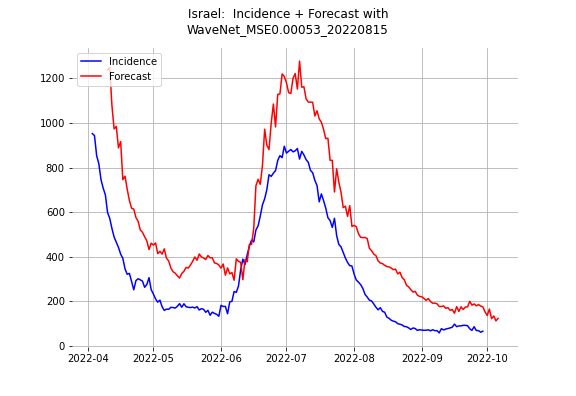 Israel:  Incidence + Forecast with
WaveNet_MSE0.00053_20220815
Incidence
Forecast
1200
1000
800
600
400
200
0
2022-04 2022-05 2022-06 2022-07 2022-08 2022-09 2022-10